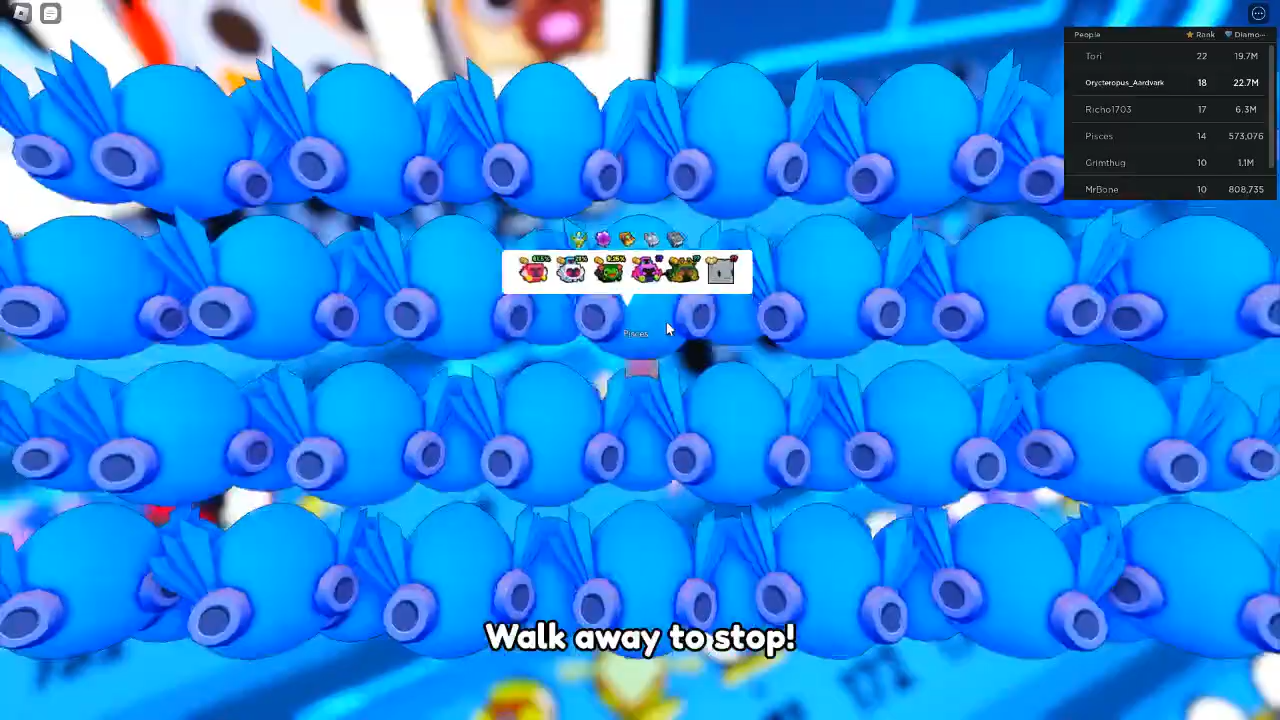 People Rank Diamo...
Tori 22 19.7M
Orycteropus_Aardvark 18 22.7M
Richo1703 17 6.3M
Pisces 14 573,076
Grimthug 10 1.1M
MrBone 10 808,735
Pisces
Walk away to stop!